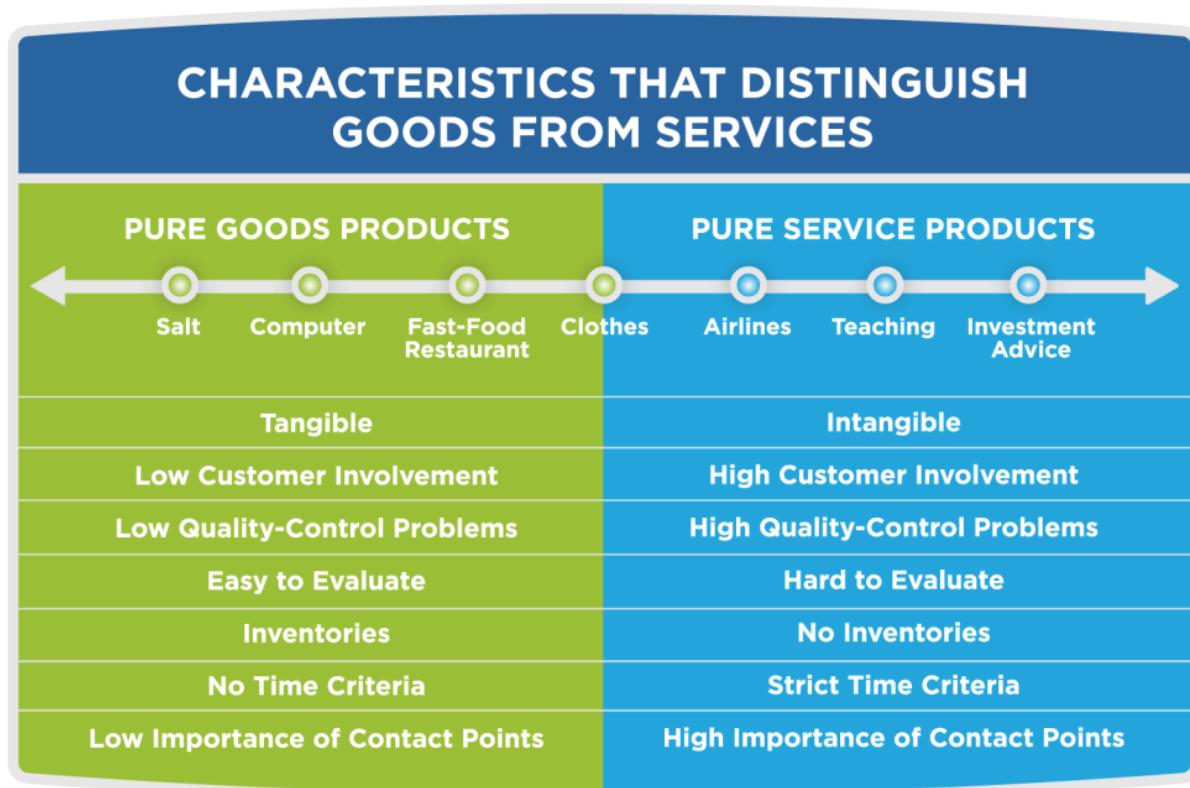 CHARACTERISTICS THAT DISTINGUISH
GOODS FROM SERVICES
PURE GOODS PRODUCTS
PURE SERVICE PRODUCTS
Salt
Computer
Fast-Food
Restaurant
Clothes
Airlines
Teaching
Investment
Advice
Tangible
Intangible
Low Customer Involvement
High Customer Involvement
Low Quality-Control Problems
High Quality-Control Problems
Easy to Evaluate
Hard to Evaluate
Inventories
No Inventories
No Time Criteria
Strict Time Criteria
Low Importance of Contact Points
High Importance of Contact Points